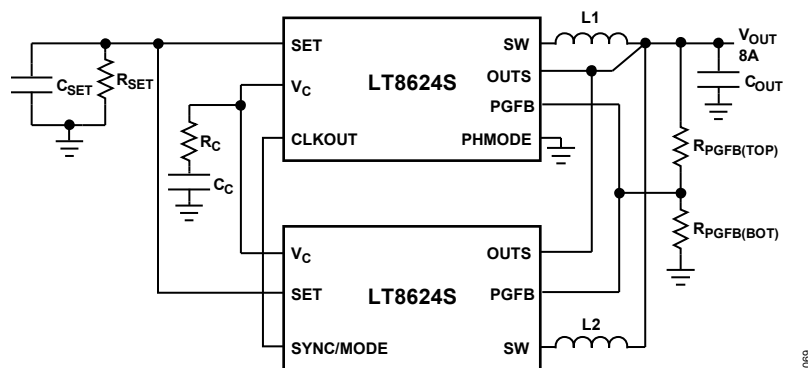 SET
V_C
CLKOUT
LT8624S
SW
OUTS
PGFB
PHMODE
L1
V_OUT
8A
C_OUT
C_SET
R_SET
R_C
C_C
R_PGFB(TOP)
R_PGFB(BOT)
V_C
SET
SYNC/MODE
LT8624S
OUTS
PGFB
SW
L2
069